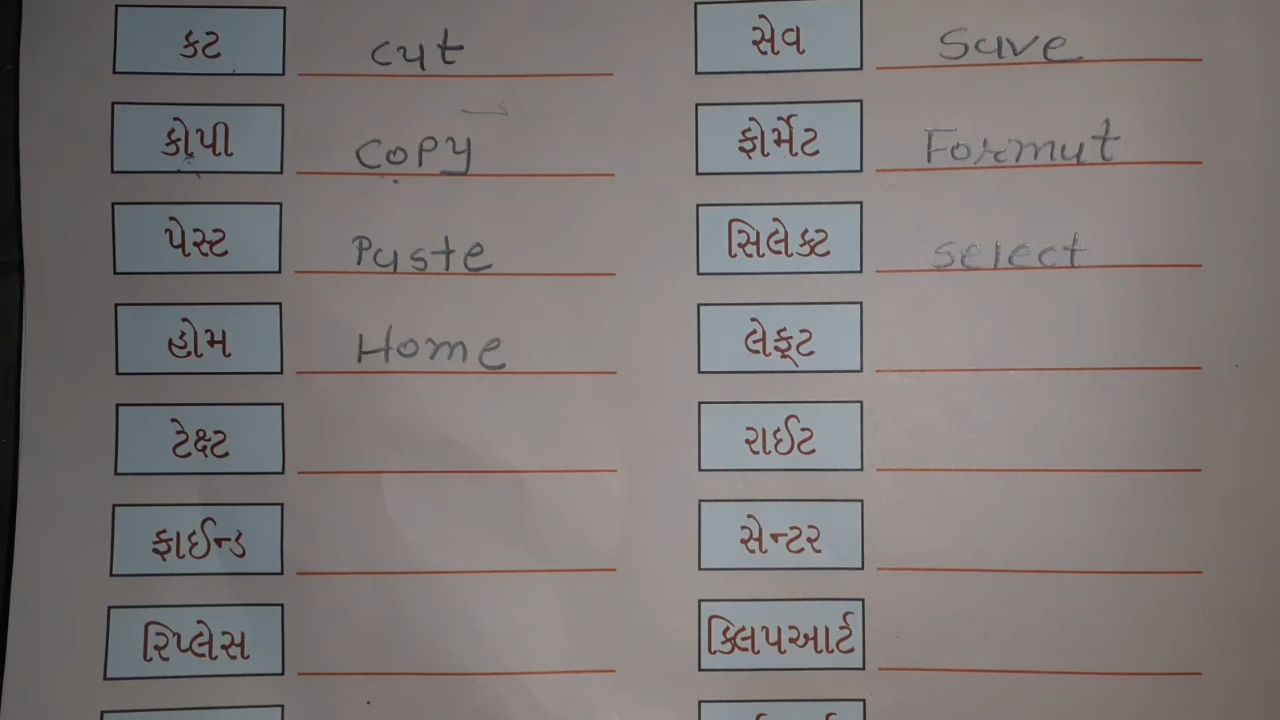 કટ cut સેવ Save
કોપી copy ફોર્મેટ Formut
પેસ્ટ Paste સિલેક્ટ select
હોમ Home લેફ્ટ
ટેક્ષ્ટ રાઈટ
ફાઈન્ડ સેન્ટર
રિપ્લેસ ક્લિપઆર્ટ